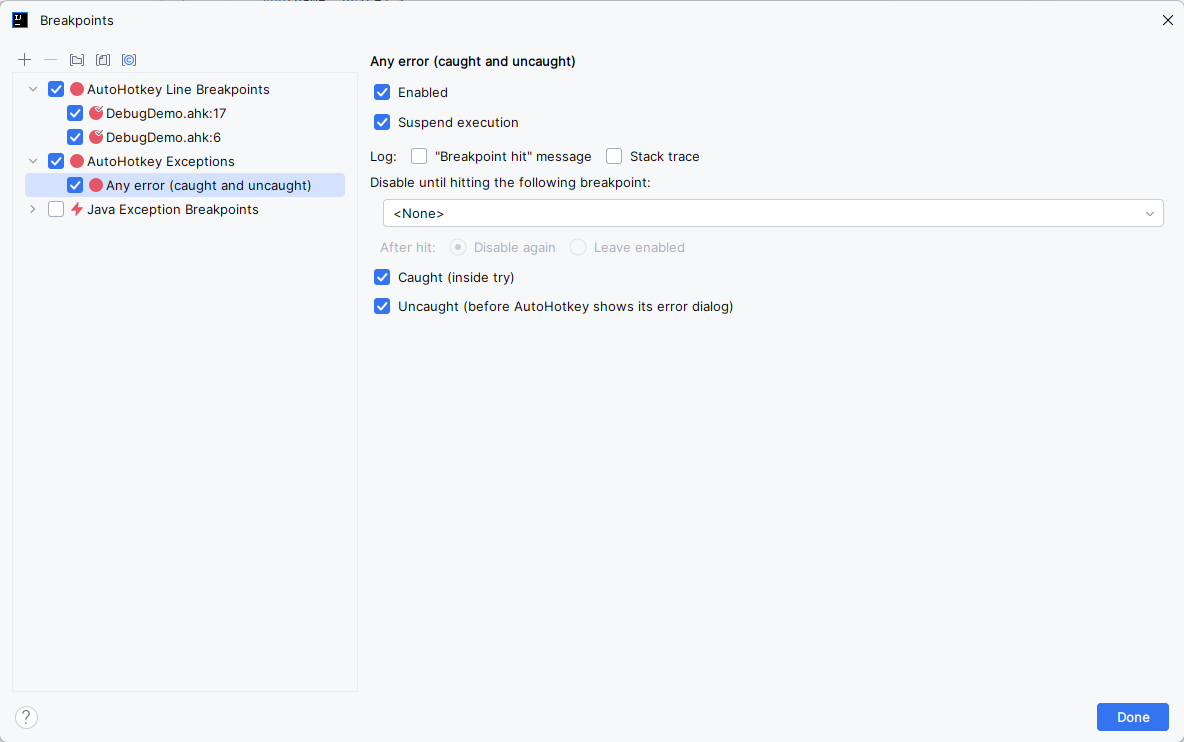 Breakpoints
AutoHotkey Line Breakpoints
DebugDemo.ahk:17
DebugDemo.ahk:6
AutoHotkey Exceptions
Any error (caught and uncaught)
Java Exception Breakpoints
Any error (caught and uncaught)
Enabled
Suspend execution
Log: "Breakpoint hit" message Stack trace
Disable until hitting the following breakpoint:
<None>
After hit: Disable again Leave enabled
Caught (inside try)
Uncaught (before AutoHotkey shows its error dialog)
? Done